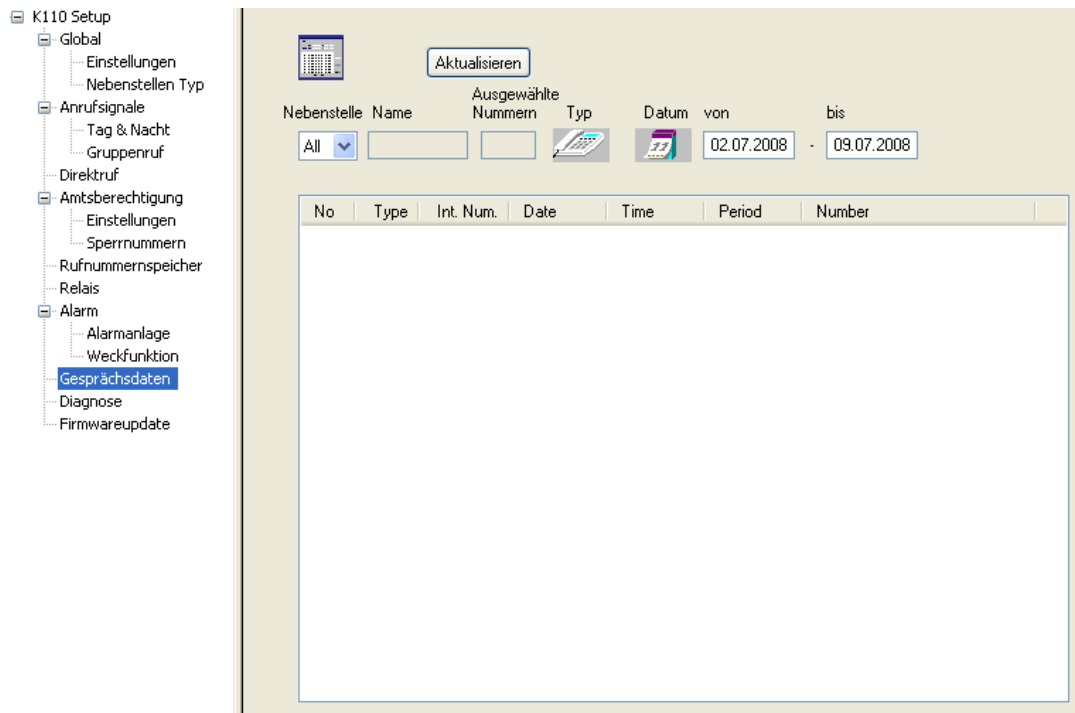 K110 Setup
Global
Einstellungen
Nebenstellen Typ
Anrufsignale
Tag & Nacht
Gruppenruf
Direktruf
Amtsberechtigung
Einstellungen
Sperrnummern
Rufnummernspeicher
Relais
Alarm
Alarmanlage
Weckfunktion
Gesprächsdaten
Diagnose
Firmwareupdate
Aktualisieren
Nebenstelle Name Ausgewählte Nummern Typ Datum von bis
All 11 02.07.2008 - 09.07.2008
No Type Int. Num. Date Time Period Number